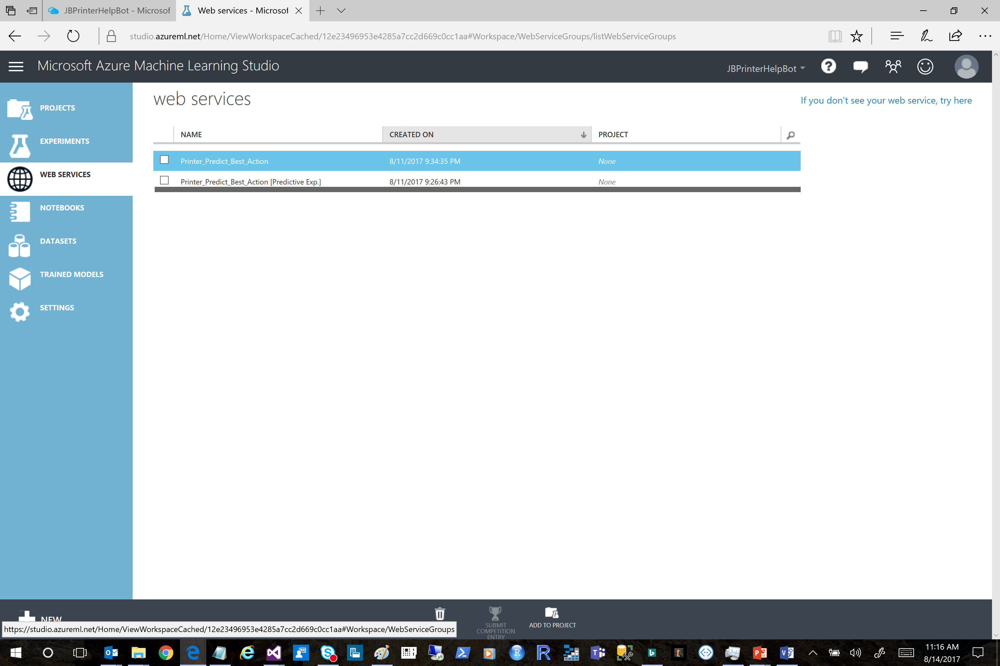 JBPrinterHelpBot - Microsof
Web services - Microsof
studio.azureml.net/Home/ViewWorkspaceCached/12e23496953e4285a7cc2d669c0cc1aa#Workspace/WebServiceGroups/listWebServiceGroups
Microsoft Azure Machine Learning Studio
JBPrinterHelpBot
PROJECTS
EXPERIMENTS
WEB SERVICES
NOTEBOOKS
DATASETS
TRAINED MODELS
SETTINGS
web services
If you don't see your web service, try here
NAME CREATED ON PROJECT
Printer_Predict_Best_Action 8/11/2017 9:34:35 PM None
Printer_Predict_Best_Action [Predictive Exp.] 8/11/2017 9:26:43 PM None
NEW
SUBMIT
COMPETITION
ENTRY
ADD TO PROJECT
https://studio.azureml.net/Home/ViewWorkspaceCached/12e23496953e4285a7cc2d669c0cc1aa#Workspace/WebServiceGroups
11:16 AM
8/14/2017